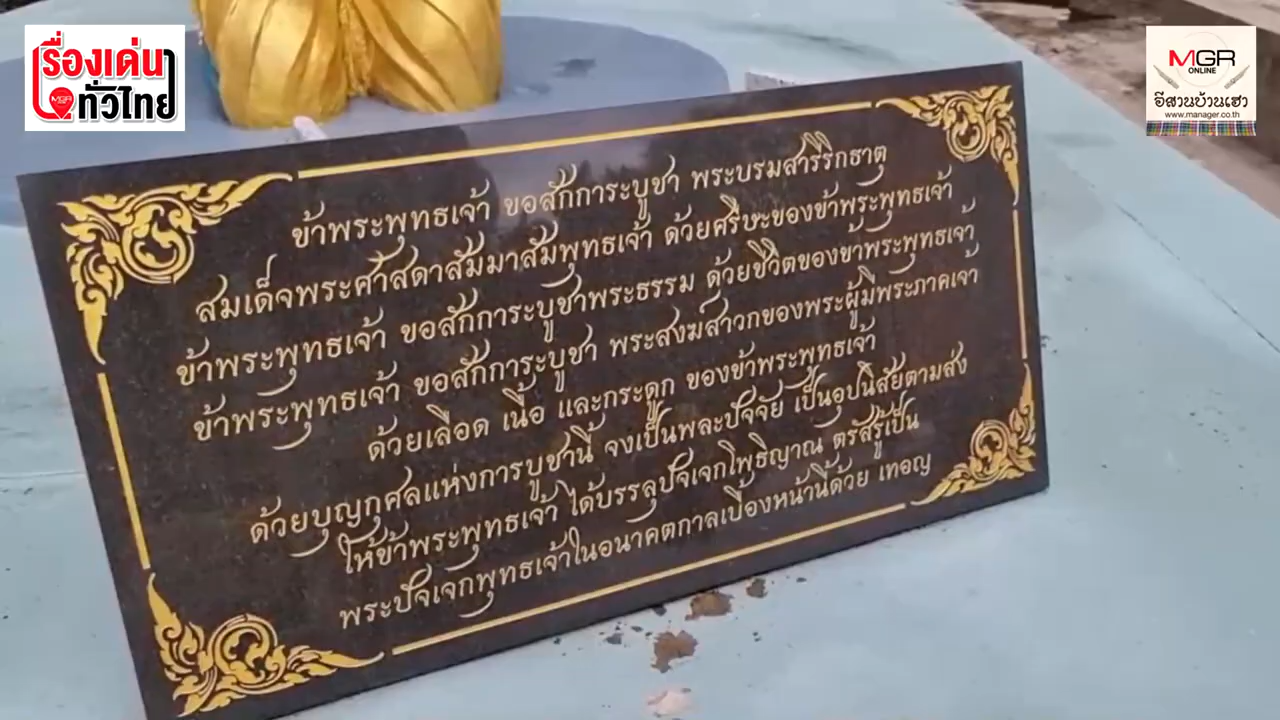 เรื่องเด่น
MGR
ทั่วไทย
MGR
ONLINE
อีสานบ้านเฮา
www.manager.co.th
ข้าพระพุทธเจ้า ขอสักการะบูชา พระบรมสารีริกธาตุ
สมเด็จพระศาสดาสัมมาสัมพุทธเจ้า ด้วยศรีษะของข้าพระพุทธเจ้า
ข้าพระพุทธเจ้า ขอสักการะบูชาพระธรรม ด้วยชีวิตของข้าพระพุทธเจ้า
ข้าพระพุทธเจ้า ขอสักการะบูชา พระสงฆ์สาวกของพระผู้มีพระภาคเจ้า
ด้วยเลือด เนื้อ และกระดูก ของข้าพระพุทธเจ้า
ด้วยบุญกุศลแห่งการบูชานี้ จงเป็นพละปัจจัย เป็นอุปนิสัยตามส่ง
ให้ข้าพระพุทธเจ้า ได้บรรลุปัจเจกโพธิญาณ ตรัสรู้เป็น
พระปัจเจกพุทธเจ้าในอนาคตกาลเบื้องหน้านี้ด้วย เทอญ